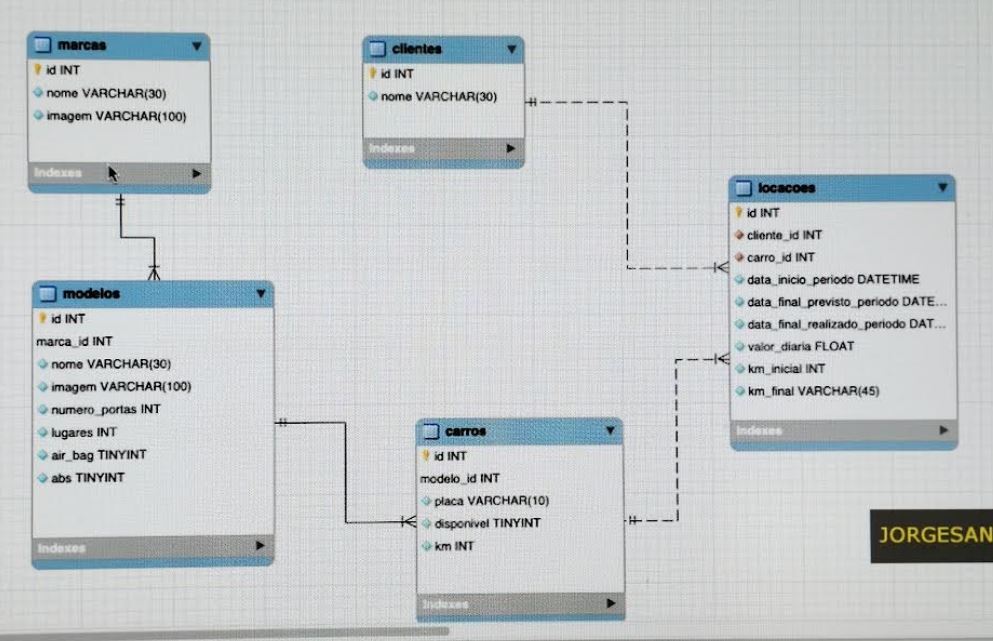 marcas
id INT
nome VARCHAR(30)
imagem VARCHAR(100)
Indexes
clientes
id INT
nome VARCHAR(30)
Indexes
locacoes
id INT
cliente_id INT
carro_id INT
data_inicio_periodo DATETIME
data_final_previsto_periodo DATE...
data_final_realizado_periodo DAT...
valor_diaria FLOAT
km_inicial INT
km_final VARCHAR(45)
Indexes
modelos
id INT
marca_id INT
nome VARCHAR(30)
imagem VARCHAR(100)
numero_portas INT
lugares INT
air_bag TINYINT
abs TINYINT
Indexes
carros
id INT
modelo_id INT
placa VARCHAR(10)
disponivel TINYINT
km INT
Indexes
JORGESAN